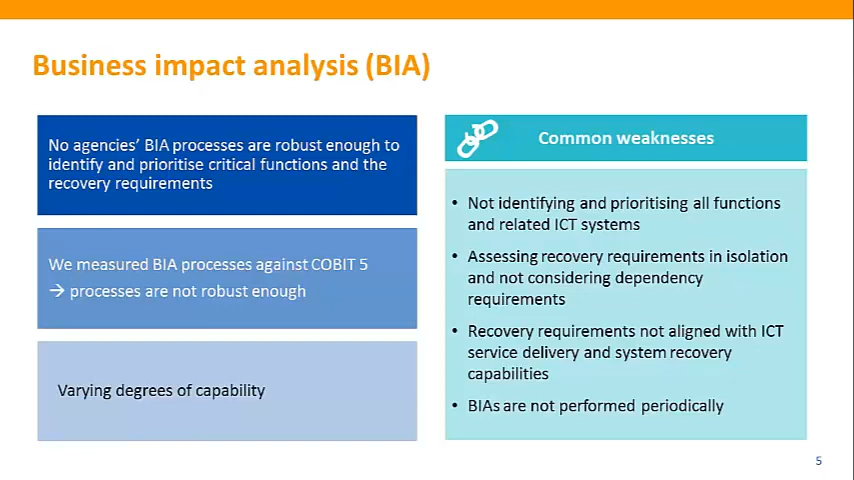 Business impact analysis (BIA)
No agencies' BIA processes are robust enough to
identify and prioritise critical functions and the
recovery requirements
We measured BIA processes against COBIT 5
→ processes are not robust enough
Varying degrees of capability
Common weaknesses
• Not identifying and prioritising all functions
and related ICT systems
• Assessing recovery requirements in isolation
and not considering dependency
requirements
• Recovery requirements not aligned with ICT
service delivery and system recovery
capabilities
• BIAs are not performed periodically
5